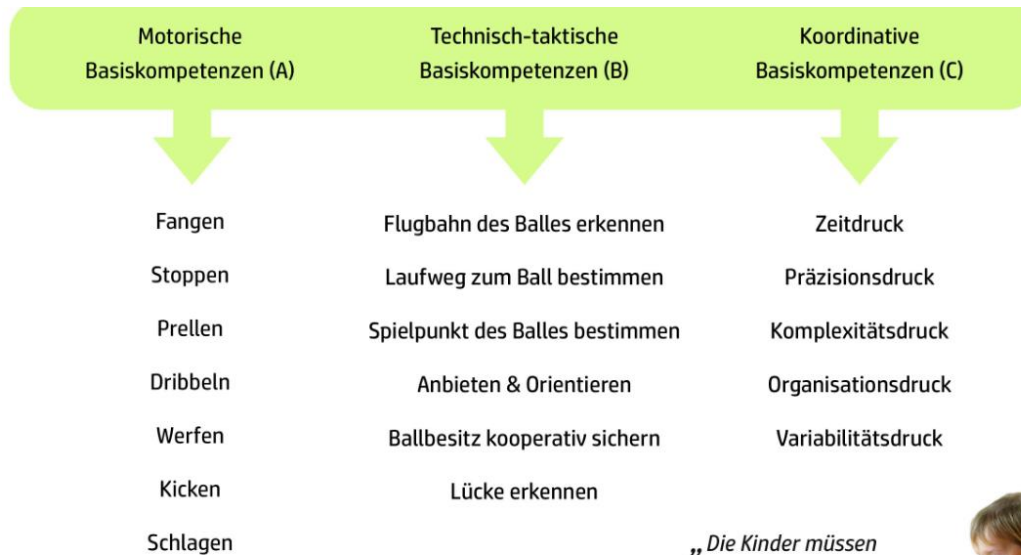 Motorische
Basiskompetenzen (A)
Technisch-taktische
Basiskompetenzen (B)
Koordinative
Basiskompetenzen (C)
Fangen
Stoppen
Prellen
Dribbeln
Werfen
Kicken
Schlagen
Flugbahn des Balles erkennen
Laufweg zum Ball bestimmen
Spielpunkt des Balles bestimmen
Anbieten & Orientieren
Ballbesitz kooperativ sichern
Lücke erkennen
Zeitdruck
Präzisionsdruck
Komplexitätsdruck
Organisationsdruck
Variabilitätsdruck
„Die Kinder müssen